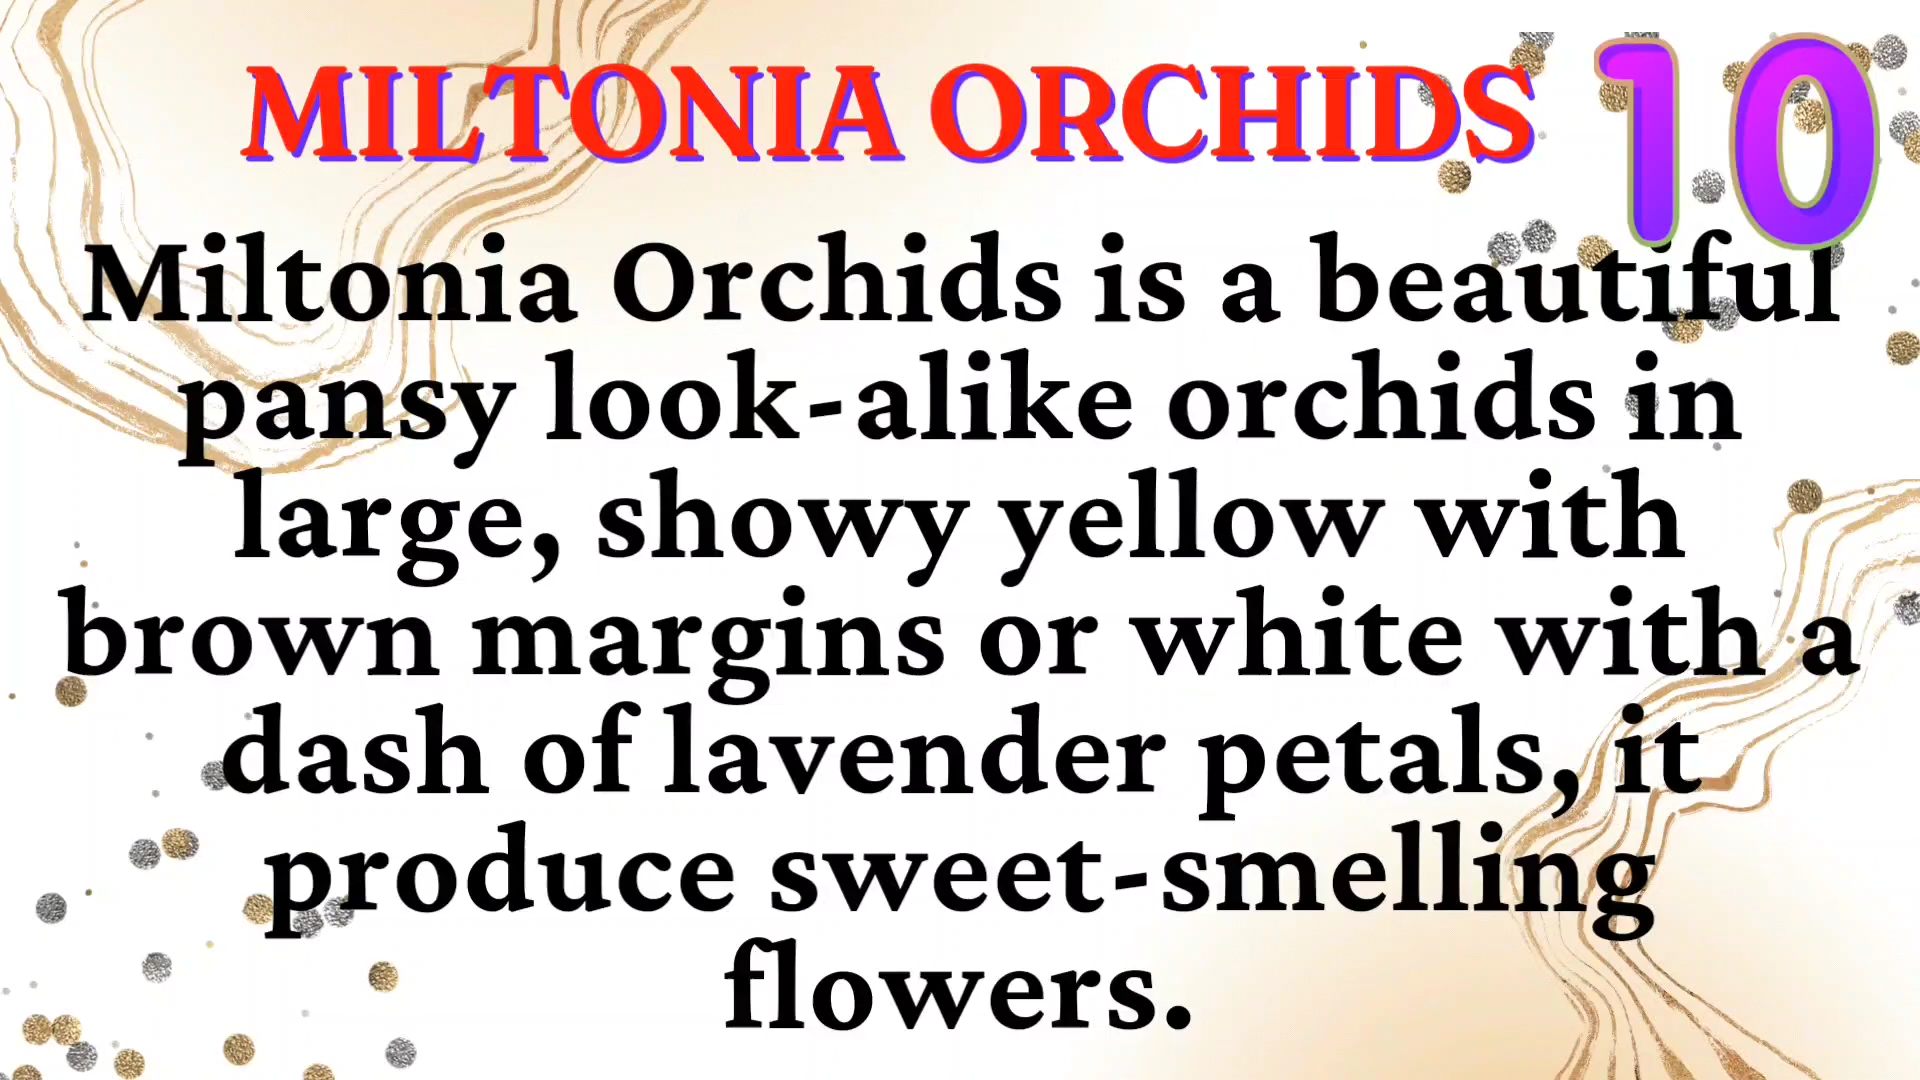 MILTONIA ORCHIDS 10
Miltonia Orchids is a beautiful
pansy look-alike orchids in
large, showy yellow with
brown margins or white with a
dash of lavender petals, it
produce sweet-smelling
flowers.